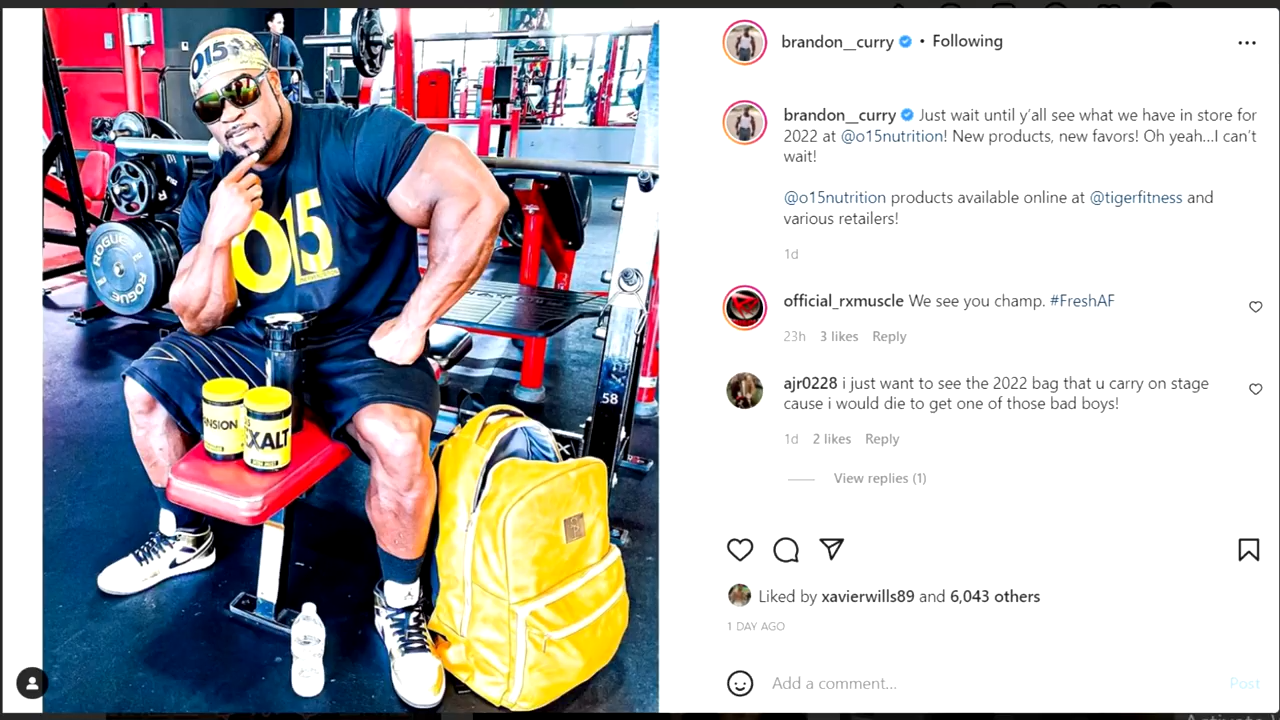 O15
O15
ROGUE
ROGUE
58
NSION
XALT
brandon__curry • Following
brandon__curry Just wait until y'all see what we have in store for
2022 at @o15nutrition! New products, new favors! Oh yeah...I can't
wait!
@o15nutrition products available online at @tigerfitness and
various retailers!
1d
official_rxmuscle We see you champ. #FreshAF
23h 3 likes Reply
ajr0228 i just want to see the 2022 bag that u carry on stage
cause i would die to get one of those bad boys!
1d 2 likes Reply
View replies (1)
Liked by xavierwills89 and 6,043 others
1 DAY AGO
Add a comment... Post